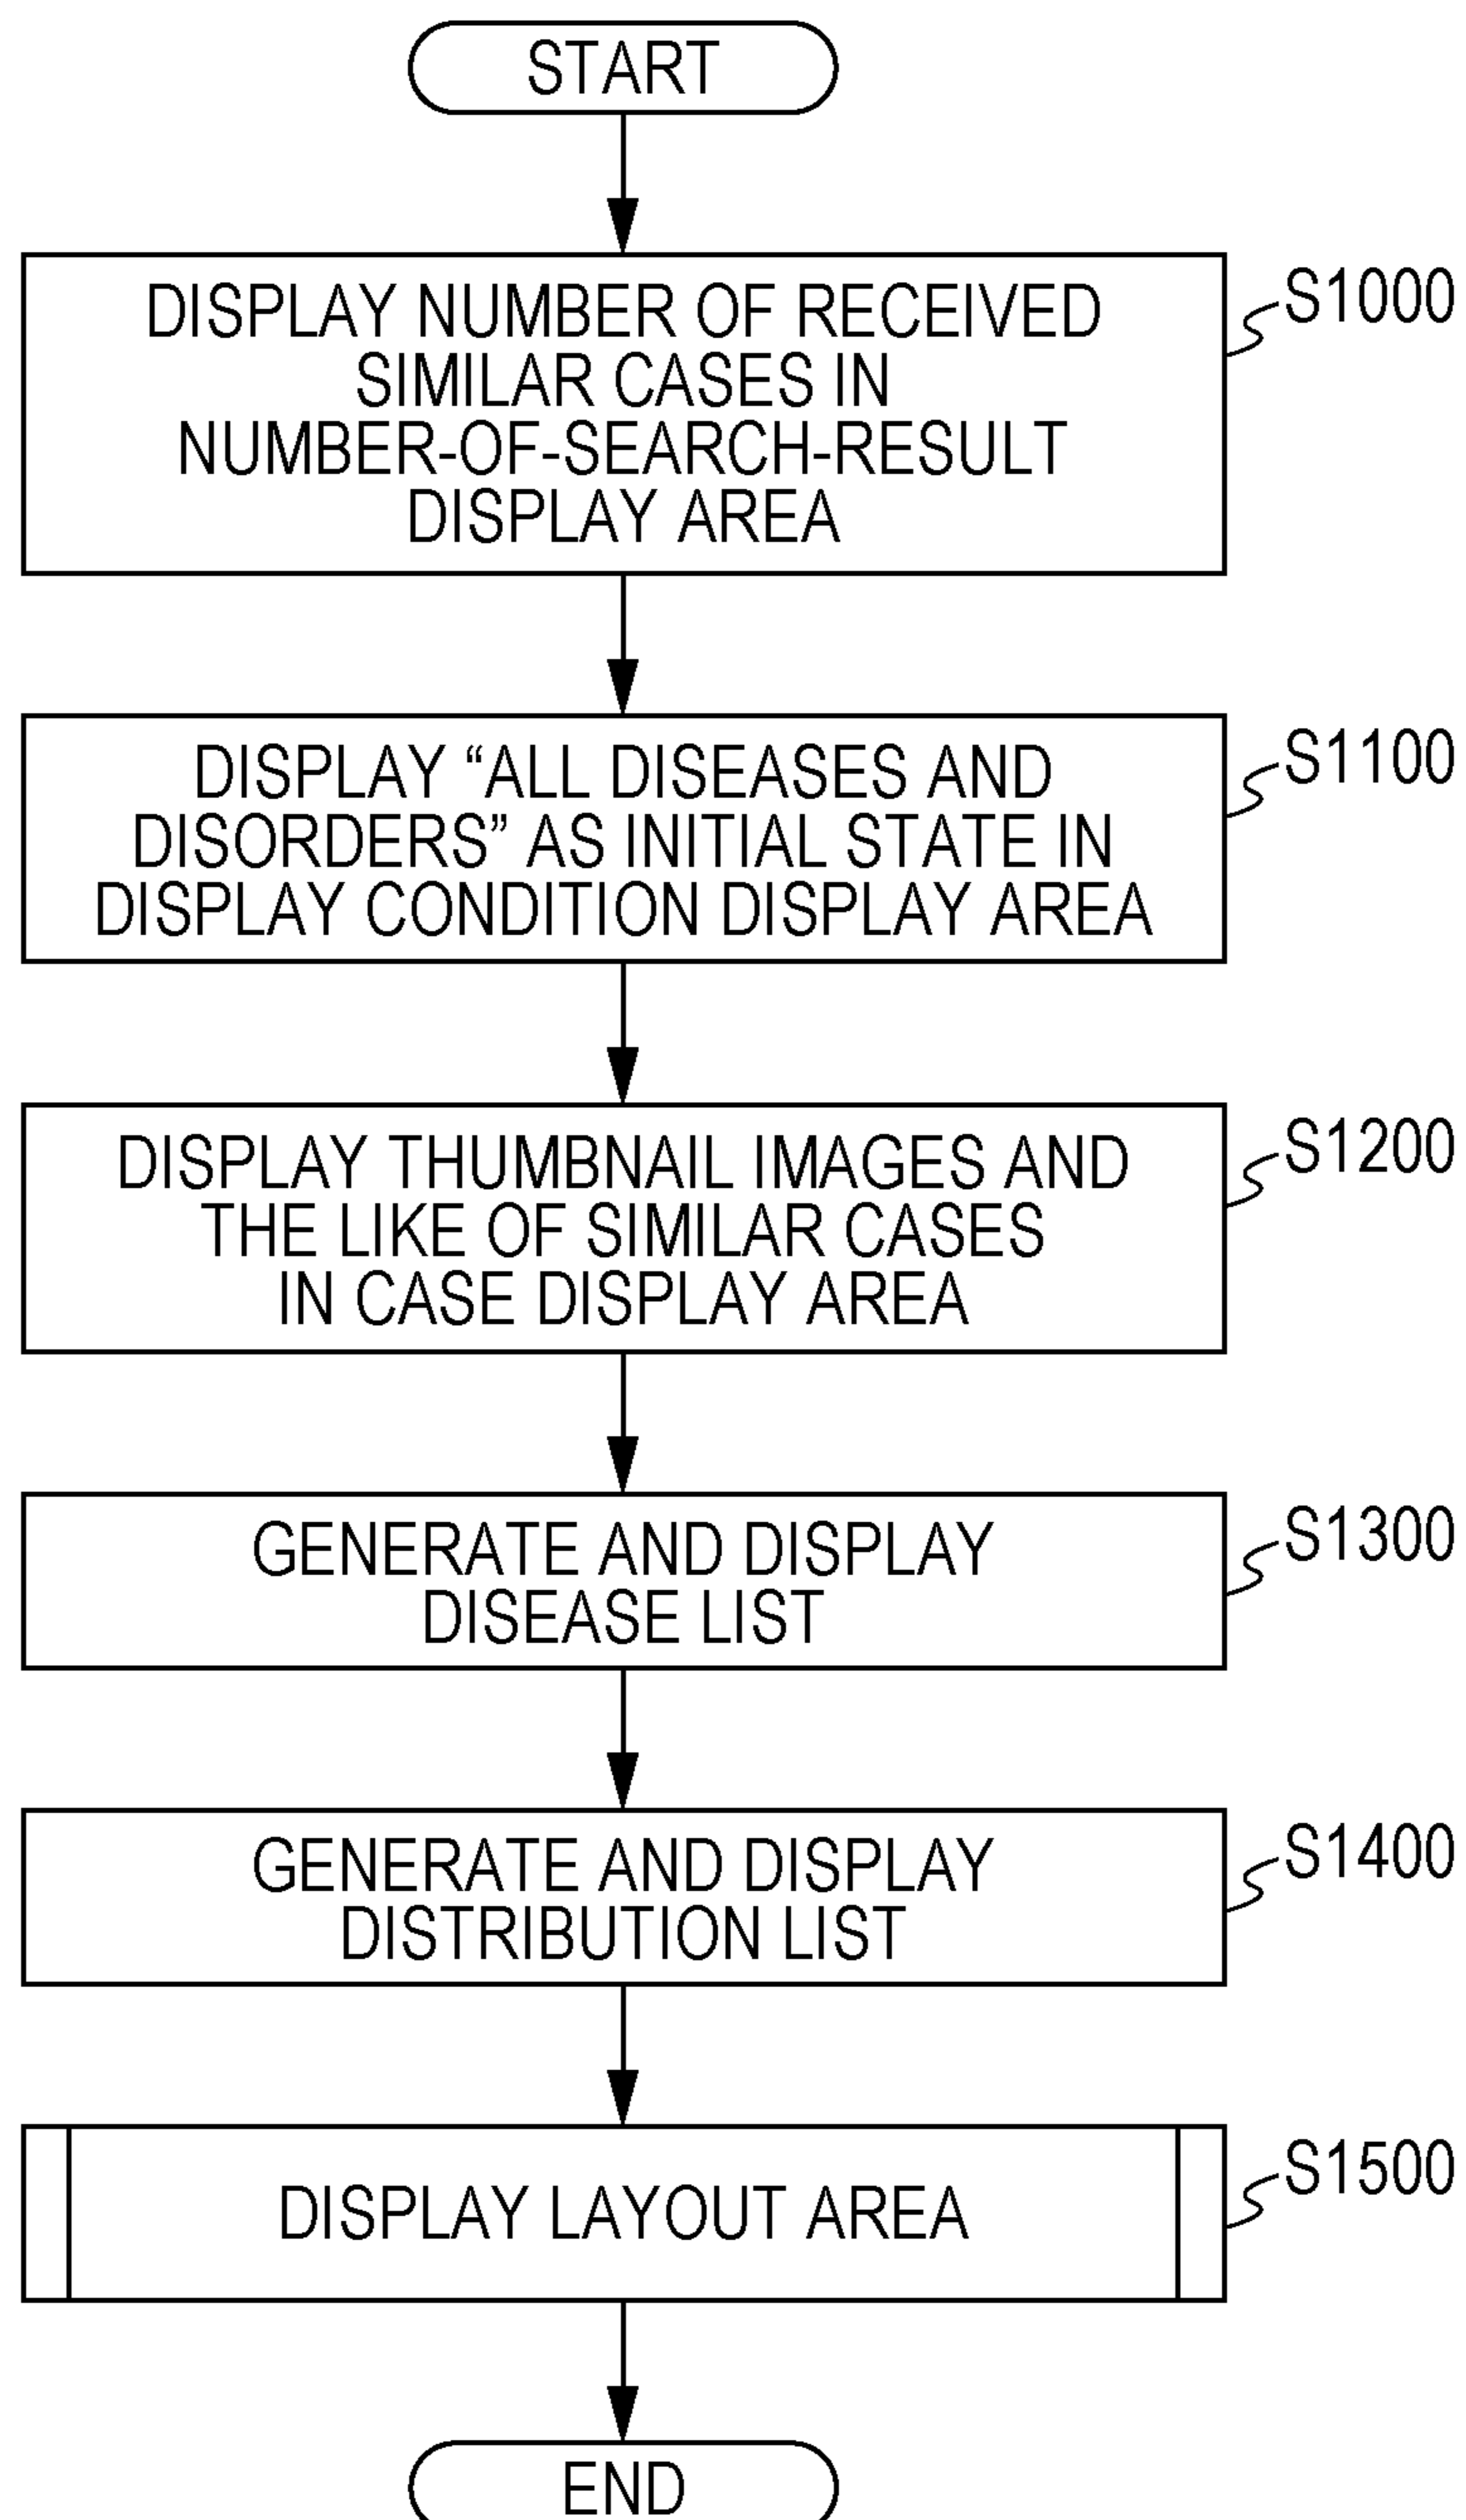 START
DISPLAY NUMBER OF RECEIVED
SIMILAR CASES IN
NUMBER-OF-SEARCH-RESULT
DISPLAY AREA
S1000
DISPLAY “ALL DISEASES AND
DISORDERS” AS INITIAL STATE IN
DISPLAY CONDITION DISPLAY AREA
S1100
DISPLAY THUMBNAIL IMAGES AND
THE LIKE OF SIMILAR CASES
IN CASE DISPLAY AREA
S1200
GENERATE AND DISPLAY
DISEASE LIST
S1300
GENERATE AND DISPLAY
DISTRIBUTION LIST
S1400
DISPLAY LAYOUT AREA
S1500
END